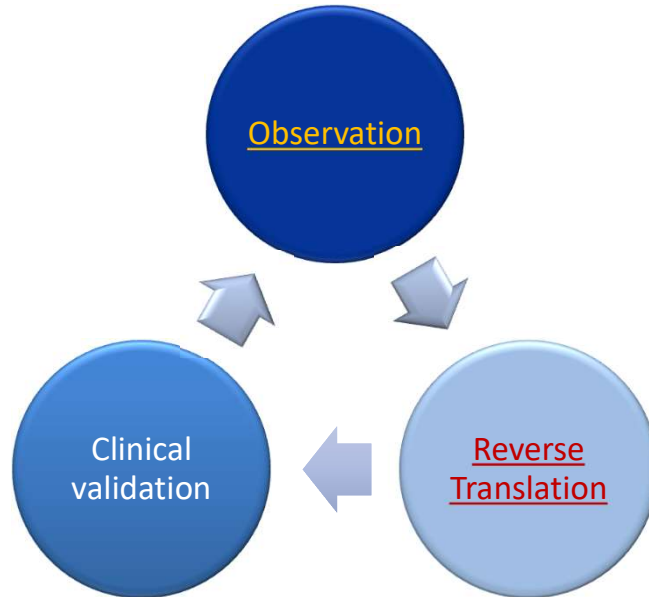 Observation
Clinical
validation
Reverse
Translation